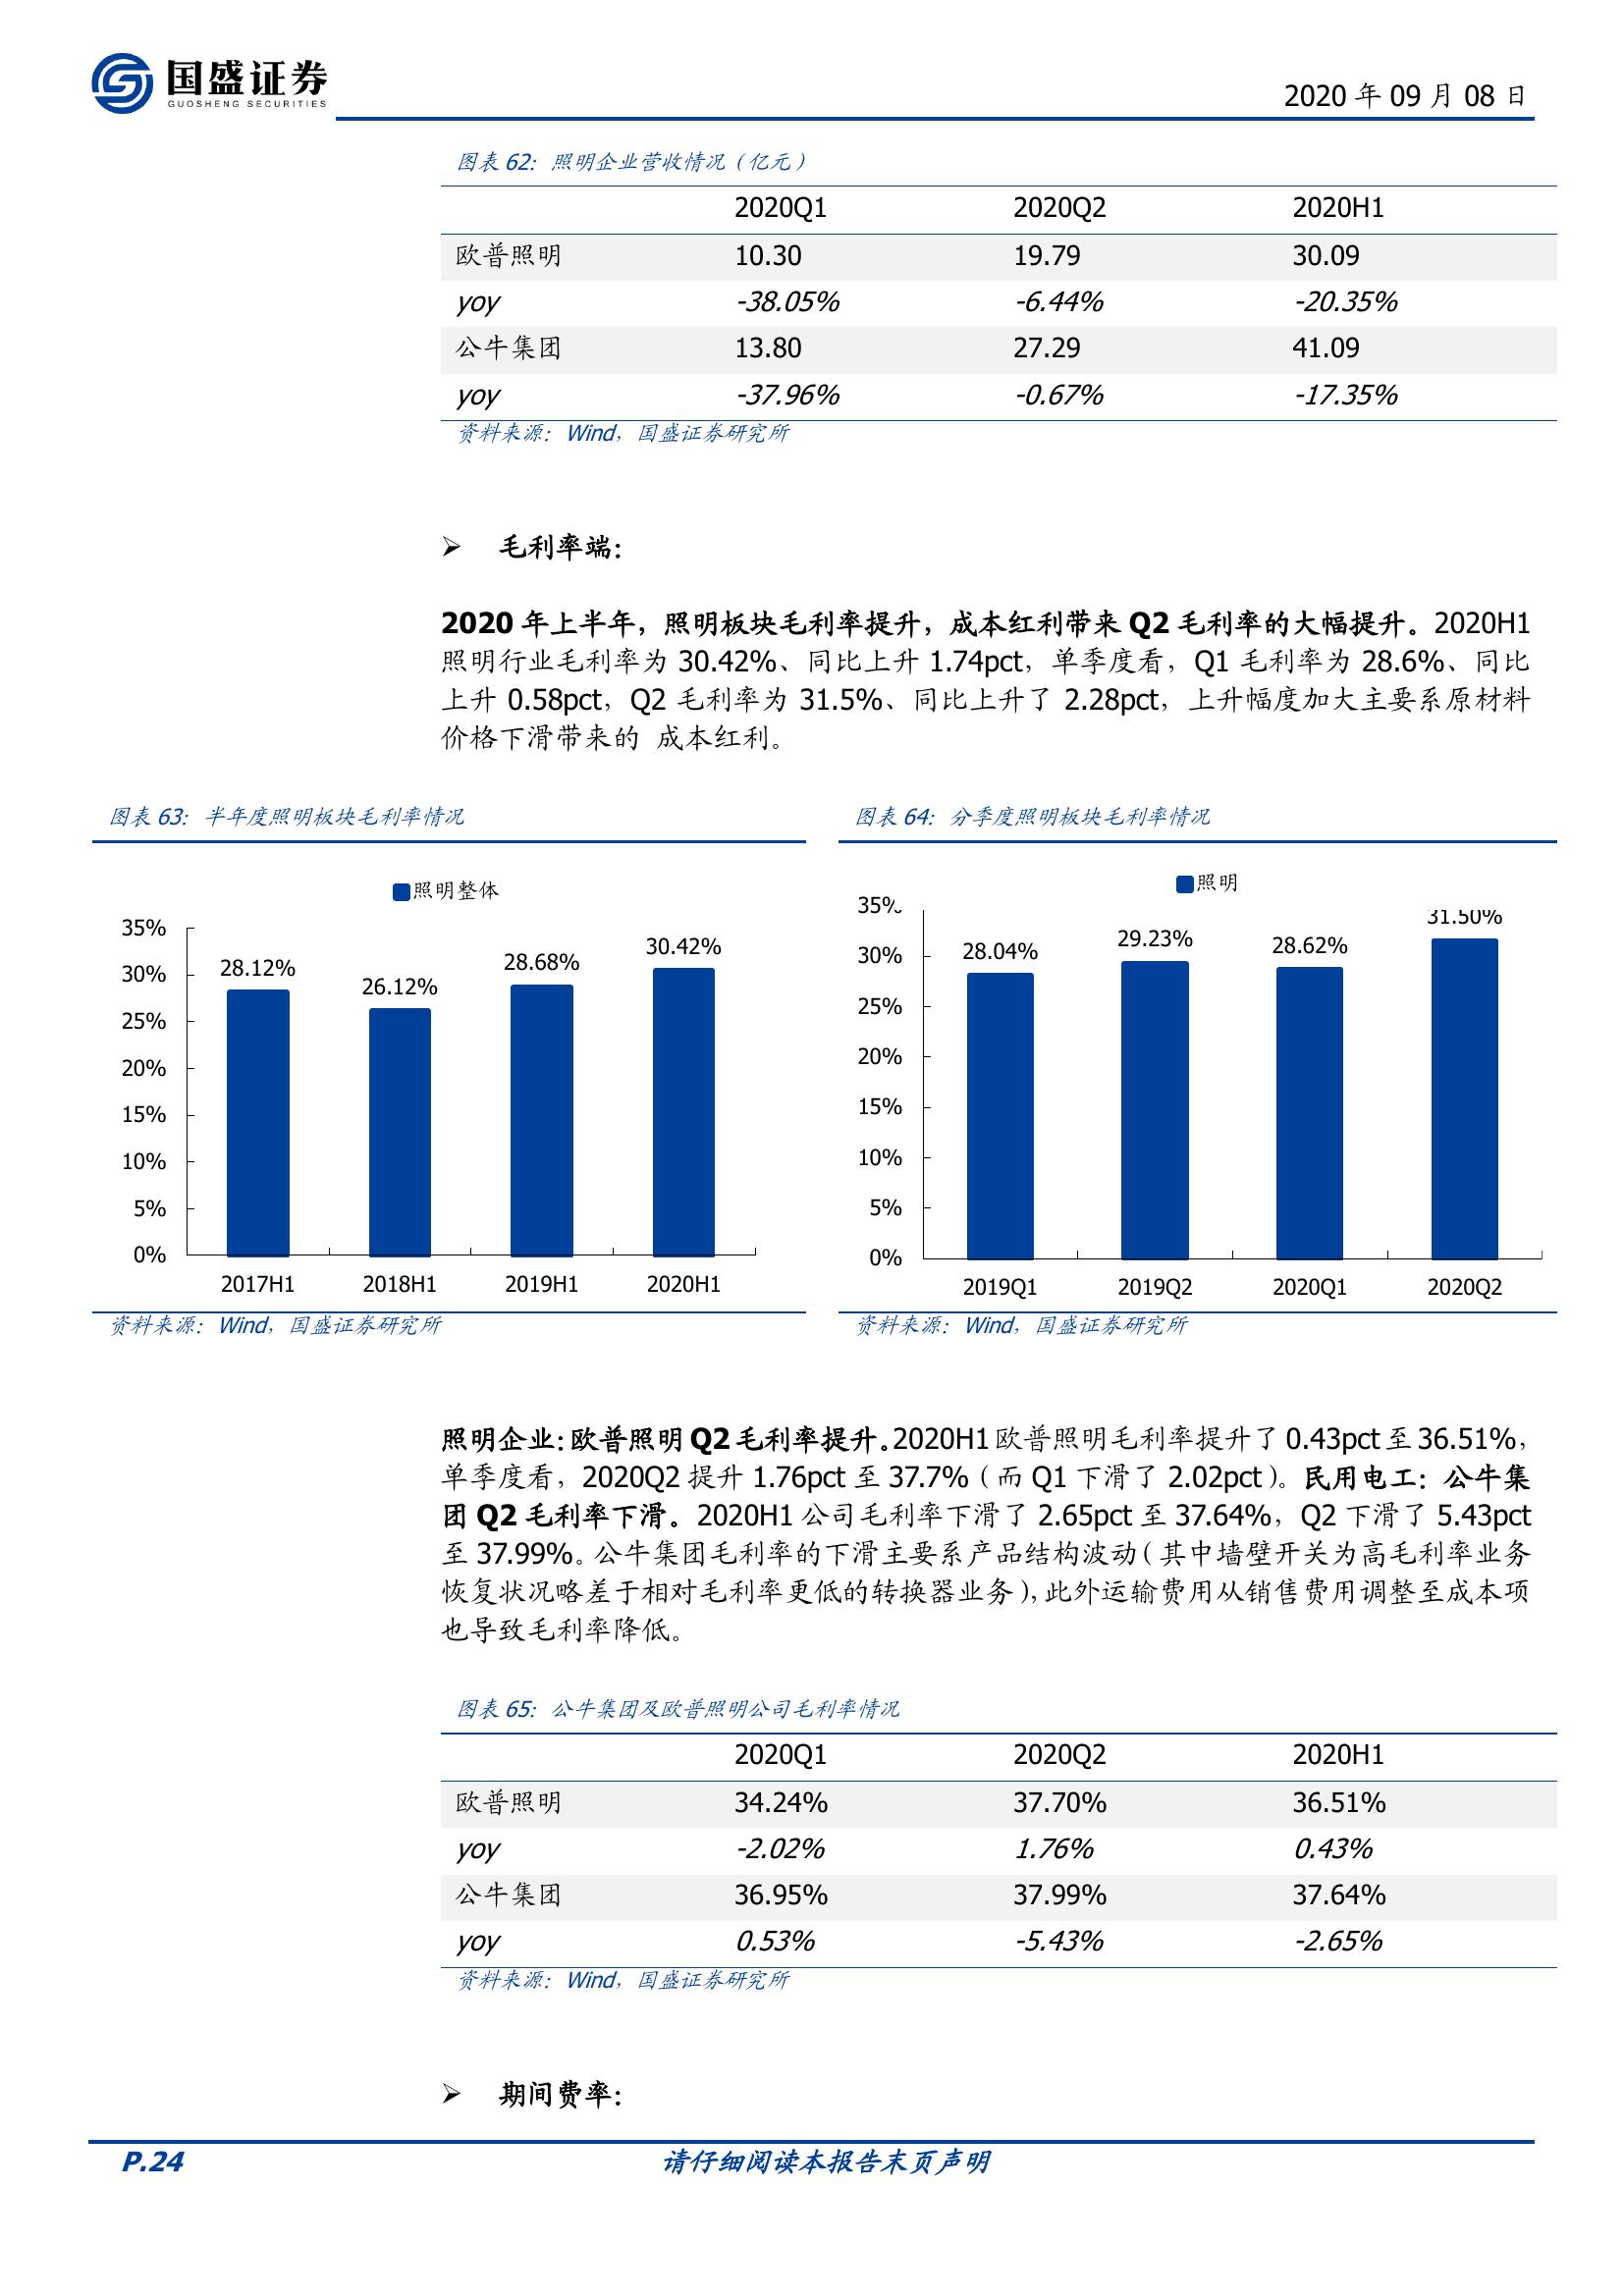 国盛证券
GUOSHENG SECURITIES
2020 年 09 月 08 日
图表 62：照明企业营收情况（亿元）
2020Q1 2020Q2 2020H1
欧普照明 10.30 19.79 30.09
yoy -38.05% -6.44% -20.35%
公牛集团 13.80 27.29 41.09
yoy -37.96% -0.67% -17.35%
资料来源：Wind，国盛证券研究所
➢ 毛利率端：
2020 年上半年，照明板块毛利率提升，成本红利带来 Q2 毛利率的大幅提升。2020H1
照明行业毛利率为 30.42%、同比上升 1.74pct，单季度看，Q1 毛利率为 28.6%、同比
上升 0.58pct，Q2 毛利率为 31.5%、同比上升了 2.28pct，上升幅度加大主要系原材料
价格下滑带来的 成本红利。
图表 63：半年度照明板块毛利率情况
照明整体
35%
30%
25%
20%
15%
10%
5%
0%
28.12% 26.12% 28.68% 30.42%
2017H1 2018H1 2019H1 2020H1
资料来源：Wind，国盛证券研究所
图表 64：分季度照明板块毛利率情况
照明
35%
30%
25%
20%
15%
10%
5%
0%
28.04% 29.23% 28.62% 31.50%
2019Q1 2019Q2 2020Q1 2020Q2
资料来源：Wind，国盛证券研究所
照明企业：欧普照明 Q2 毛利率提升。2020H1 欧普照明毛利率提升了 0.43pct 至 36.51%，
单季度看，2020Q2 提升 1.76pct 至 37.7%（而 Q1 下滑了 2.02pct）。民用电工：公牛集
团 Q2 毛利率下滑。2020H1 公司毛利率下滑了 2.65pct 至 37.64%，Q2 下滑了 5.43pct
至 37.99%。公牛集团毛利率的下滑主要系产品结构波动（其中墙壁开关为高毛利率业务
恢复状况略差于相对毛利率更低的转换器业务），此外运输费用从销售费用调整至成本项
也导致毛利率降低。
图表 65：公牛集团及欧普照明公司毛利率情况
2020Q1 2020Q2 2020H1
欧普照明 34.24% 37.70% 36.51%
yoy -2.02% 1.76% 0.43%
公牛集团 36.95% 37.99% 37.64%
yoy 0.53% -5.43% -2.65%
资料来源：Wind，国盛证券研究所
➢ 期间费率：
P.24 请仔细阅读本报告末页声明